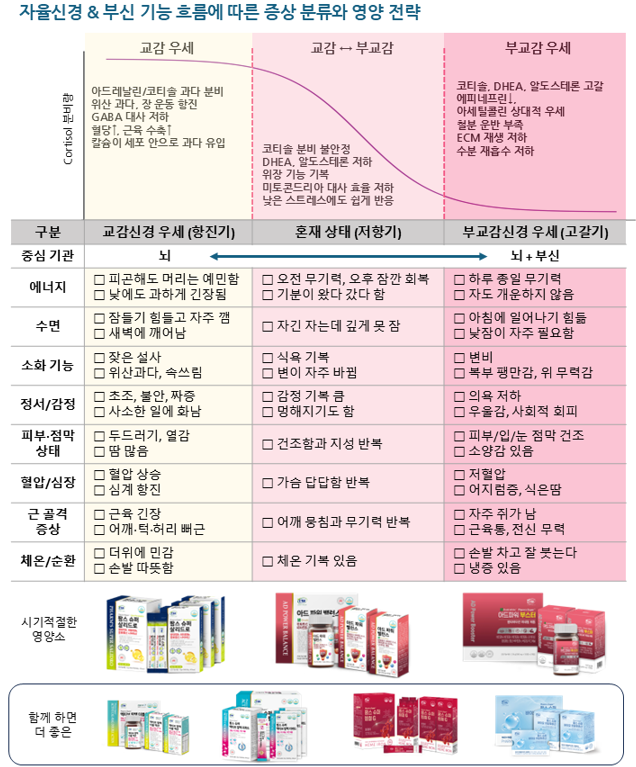 자율신경 & 부신 기능 흐름에 따른 증상 분류와 영양 전략
Cortisol 분비량
교감 우세
아드레날린/코티솔 과다 분비
위산 과다, 장 운동 항진
GABA 대사 저하
혈당↑, 근육 수축↑
칼슘이 세포 안으로 과다 유입
교감 ↔ 부교감
코티솔 분비 불안정
DHEA, 알도스테론 저하
위장 기능 기복
미토콘드리아 대사 효율 저하
낮은 스트레스에도 쉽게 반응
부교감 우세
코티솔, DHEA, 알도스테론 고갈
에피네프린↓,
아세틸콜린 상대적 우세
혈분 운반 부족
ECM 재생 저하
수분 재흡수 저하
구분 교감신경 우세 (항진기) 혼재 상태 (저항기) 부교감신경 우세 (고갈기)
중심 기관 뇌 뇌 + 부신
에너지
□ 피곤해도 머리는 예민함
□ 낮에도 과하게 긴장됨
□ 오전 무기력, 오후 잠깐 회복
□ 기분이 왔다 갔다 함
□ 하루 종일 무기력
□ 자도 개운하지 않음
수면
□ 잠들기 힘들고 자주 깸
□ 새벽에 깨어남
□ 자긴 자는데 깊게 못 잠
□ 아침에 일어나기 힘듦
□ 낮잠이 자주 필요함
소화 기능
□ 잦은 설사
□ 위산과다, 속쓰림
□ 식욕 기복
□ 변이 자주 바뀜
□ 변비
□ 복부 팽만감, 위 무력감
정서/감정
□ 초조, 불안, 짜증
□ 사소한 일에 화남
□ 감정 기복 큼
□ 멍해지기도 함
□ 의욕 저하
□ 우울감, 사회적 회피
피부·점막
상태
□ 두드러기, 열감
□ 땀 많음
□ 건조함과 지성 반복
□ 피부/입/눈 점막 건조
□ 소양감 있음
혈압/심장
□ 혈압 상승
□ 심계 항진
□ 가슴 답답함 반복
□ 저혈압
□ 어지럼증, 식은땀
근 골격
증상
□ 근육 긴장
□ 어깨·턱·허리 뻐근
□ 어깨 뭉침과 무기력 반복
□ 자주 쥐가 남
□ 근육통, 전신 무력
체온/순환
□ 더위에 민감
□ 손발 따뜻함
□ 체온 기복 있음
□ 손발 차고 잘 붓는다
□ 냉증 있음
시기적절한
영양소
팜스 슈퍼
칼리드로
AD POWER BALANCE
아드 파워
밸런스
아드파워 부스터
함께 하면
더 좋은